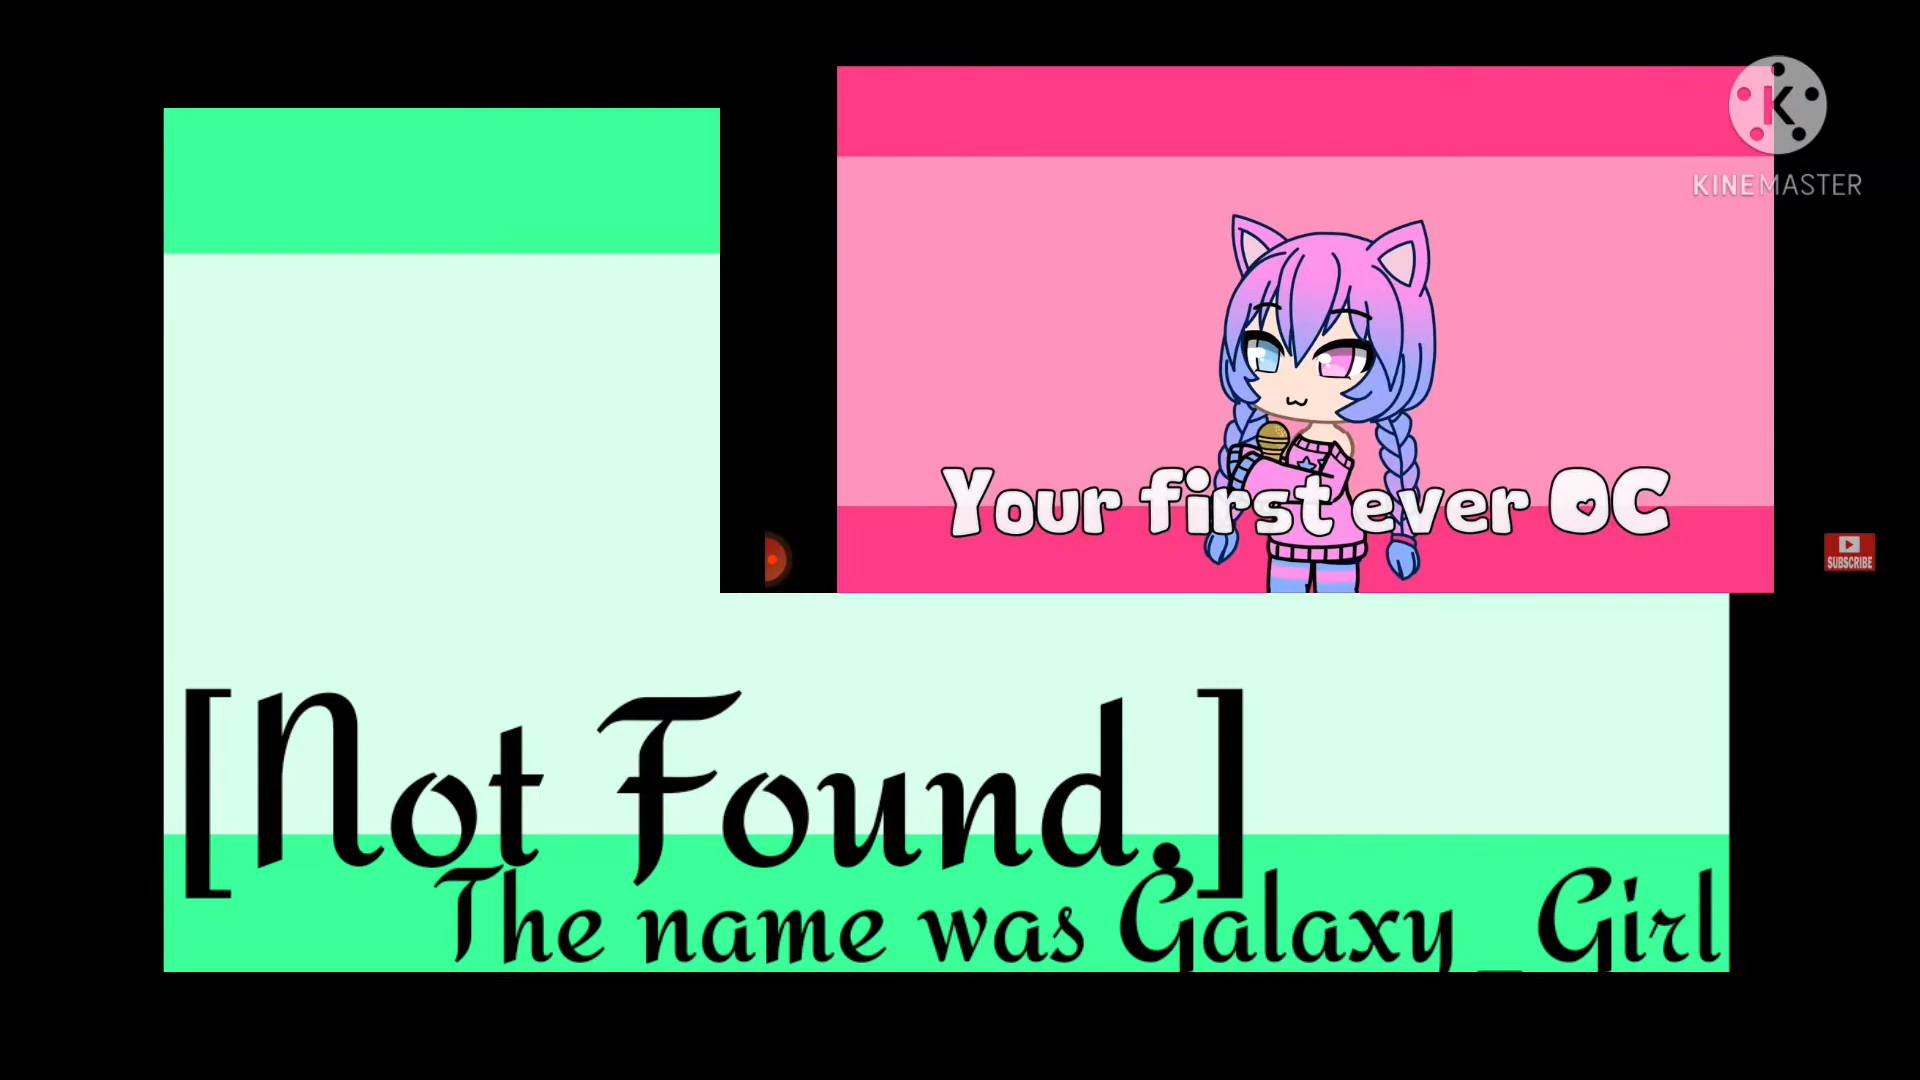 K
KINEMASTER
Your first ever OC
SUBSCRIBE
[Not Found.]
The name was Galaxy_Girl